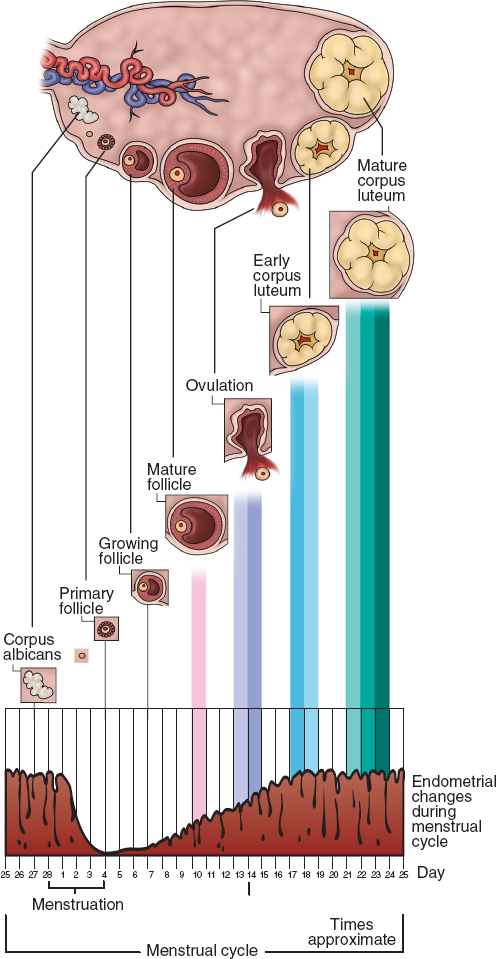 Mature
corpus
luteum
Early
corpus
luteum
Ovulation
Mature
follicle
Growing
follicle
Primary
follicle
Corpus
albicans
Endometrial
changes
during
menstrual
cycle
25 26 27 28 1 2 3 4 5 6 7 8 9 10 11 12 13 14 15 16 17 18 19 20 21 22 23 24 25 Day
Menstruation
Times
approximate
Menstrual cycle